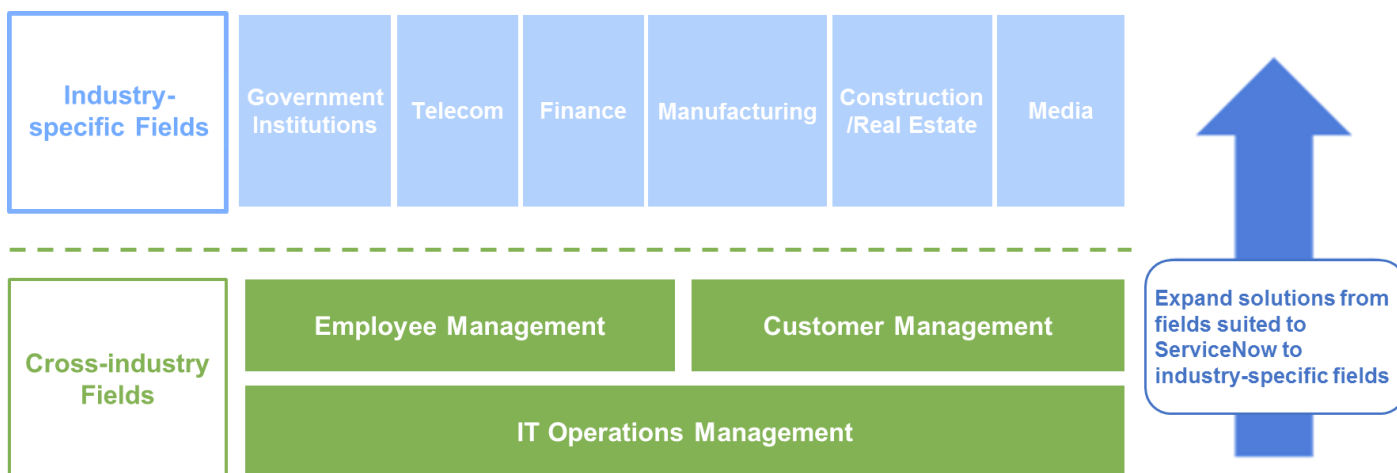 Industry-
specific Fields
Government
Institutions
Telecom
Finance
Manufacturing
Construction
/Real Estate
Media
Cross-industry
Fields
Employee Management
Customer Management
IT Operations Management
Expand solutions from
fields suited to
ServiceNow to
industry-specific fields